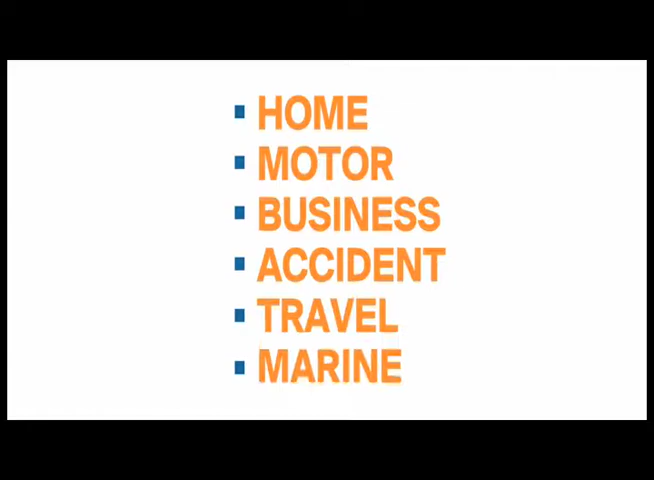 HOME
MOTOR
BUSINESS
ACCIDENT
TRAVEL
MARINE